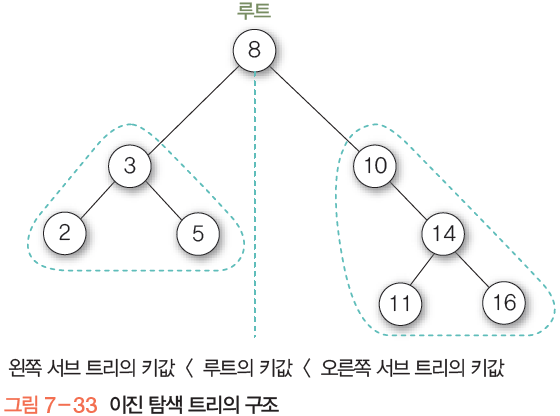 루트
8
3
10
2
5
14
11
16
왼쪽 서브 트리의 키값 < 루트의 키값 < 오른쪽 서브 트리의 키값
그림 7-33 이진 탐색 트리의 구조